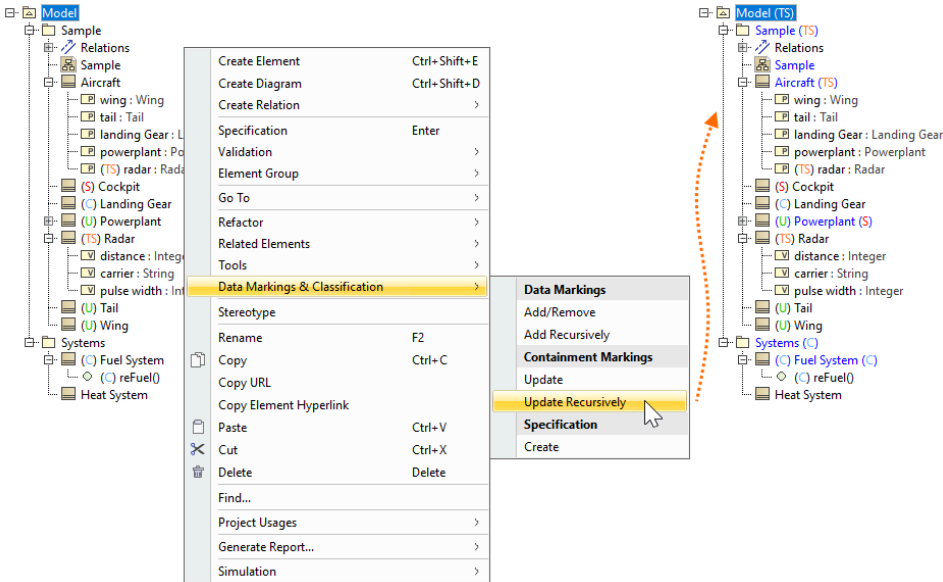 Model
Sample
Relations
Sample
Aircraft
wing : Wing
tail : Tail
landing Gear : L
powerplant : Po
(TS) radar : Rada
(S) Cockpit
(C) Landing Gear
(U) Powerplant
(TS) Radar
distance : Intege
carrier : String
pulse width : Int
(U) Tail
(U) Wing
Systems
(C) Fuel System
(C) reFuel()
Heat System
Create Element Ctrl+Shift+E
Create Diagram Ctrl+Shift+D
Create Relation
Specification Enter
Validation
Element Group
Go To
Refactor
Related Elements
Tools
Data Markings & Classification
Stereotype
Rename F2
Copy Ctrl+C
Copy URL
Copy Element Hyperlink
Paste Ctrl+V
Cut Ctrl+X
Delete Delete
Find...
Project Usages
Generate Report...
Simulation
Data Markings
Add/Remove
Add Recursively
Containment Markings
Update
Update Recursively
Specification
Create
Model (TS)
Sample (TS)
Relations
Sample
Aircraft (TS)
P wing : Wing
P tail : Tail
P landing Gear : Landing Gear
P powerplant : Powerplant
P (TS) radar : Radar
(S) Cockpit
(C) Landing Gear
(U) Powerplant (S)
(TS) Radar
V distance : Integer
V carrier : String
V pulse width : Integer
(U) Tail
(U) Wing
Systems (C)
(C) Fuel System (C)
(C) reFuel()
Heat System